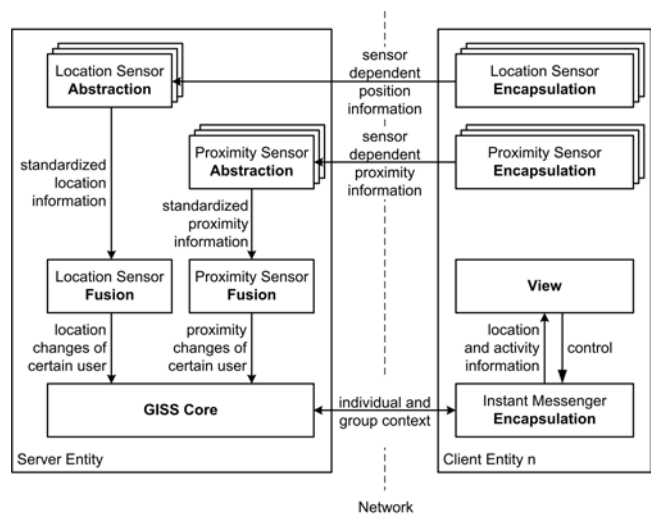 Location Sensor
Abstraction
sensor
dependent
position
information
Location Sensor
Encapsulation
Proximity Sensor
Abstraction
sensor
dependent
proximity
information
Proximity Sensor
Encapsulation
standardized
location
information
standardized
proximity
information
Location Sensor
Fusion
Proximity Sensor
Fusion
View
location
changes of
certain user
proximity
changes of
certain user
location
and activity
information
control
GISS Core
individual and
group context
Instant Messenger
Encapsulation
Server Entity
Client Entity n
Network